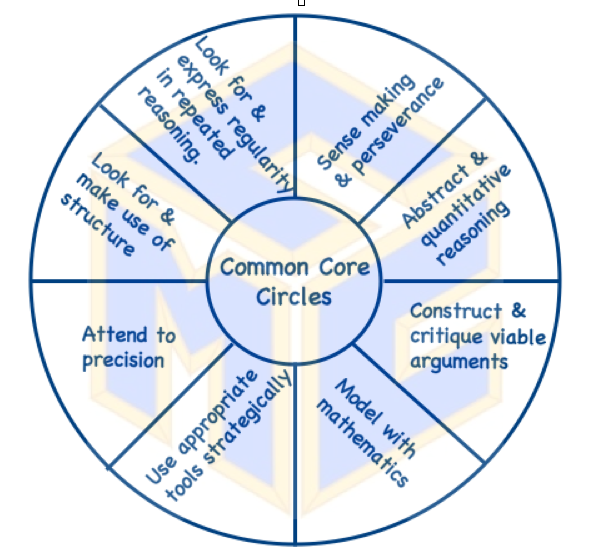 Common Core
Circles
Sense making
& perseverance
Abstract &
quantitative
reasoning
Construct &
critique viable
arguments
Model with
mathematics
Use appropriate
tools strategically
Attend to
precision
Look for &
make use of
structure
Look for &
express regularity
in repeated
reasoning.